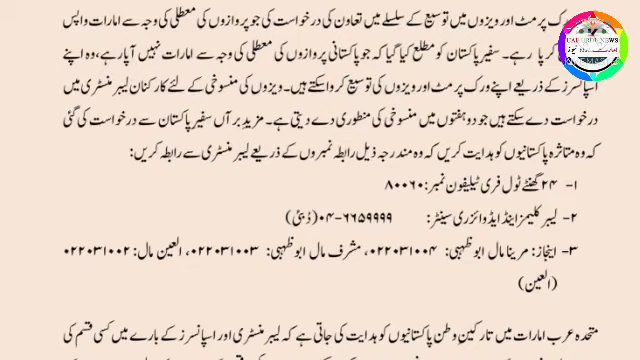 ورک پرمٹ اور ویزوں میں توسیع کے سلسلے میں تعاون کی درخواست کی جو پروازوں کی معطلی کی وجہ سے امارات واپس
کر پا رہے۔ سفیر پاکستان کو مطلع کیا گیا کہ جو پاکستانی پروازوں کی معطلی کی وجہ سے امارات نہیں آپا رہے، وہ اپنے
اسپانسرز کے ذریعے اپنے ورک پرمٹ اور ویزوں کی توسیع کروا سکتے ہیں۔ ویزوں کی منسوخی کے لئے کارکنان لیبر منسٹری میں
درخواست دے سکتے ہیں جو دو ہفتوں میں منسوخی کی منظوری دے دیتی ہے۔ مزید برآں سفیر پاکستان سے درخواست کی گئی
کہ وہ متاثرہ پاکستانیوں کو ہدایت کریں کہ وہ مندرجہ ذیل رابطہ نمبروں کے ذریعے لیبر منسٹری سے رابطہ کریں:
۱- ۲۴ گھنٹے ٹول فری ٹیلیفون نمبر: ۸۰۰۶۰
۲- لیبر کلیمز اینڈ ایڈوائزری سینٹر: ۰۴-۶۶۵۹۹۹۹ (دُبئی)
۳- اینجاز: مرینا مال ابوظہبی: ۰۲۲۰۳۱۰۰۴، مشرف مال ابوظہبی: ۰۲۲۰۳۱۰۰۳، العین مال: ۰۲۲۰۳۱۰۰۲
(العین)
متحدہ عرب امارات میں تارکین وطن پاکستانیوں کو ہدایت کی جاتی ہے کہ لیبر منسٹری اور اسپانسرز کے بارے میں کسی قسم کی
UAE URDU NEWS